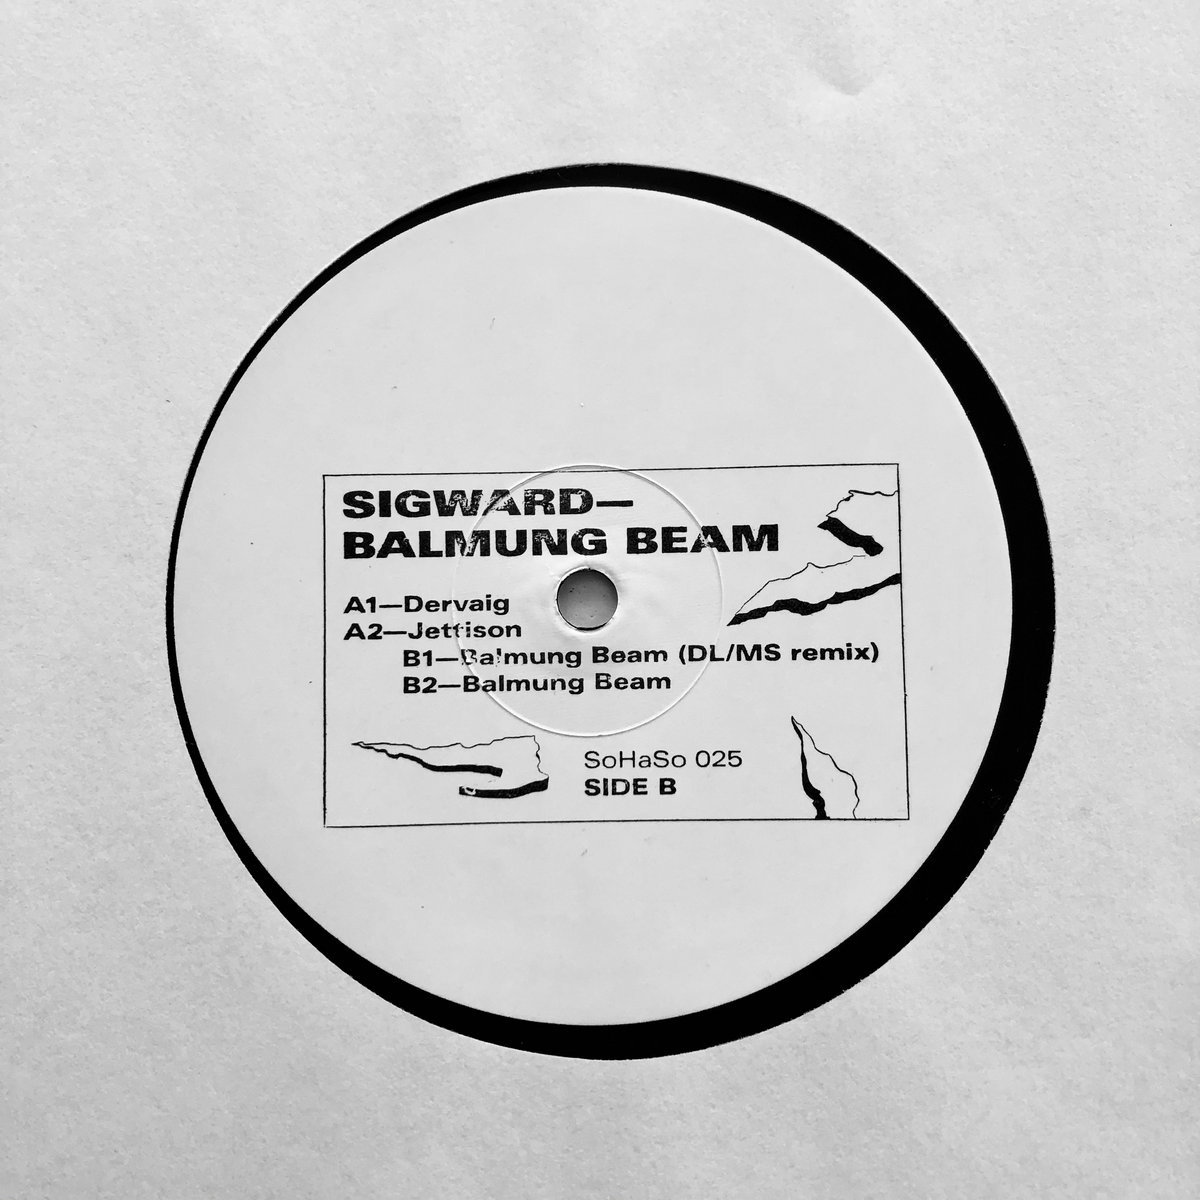 SIGWARD—
BALMUNG BEAM
A1—Dervaig
A2—Jettison
B1—Balmung Beam (DL/MS remix)
B2—Balmung Beam
SoHaSo 025
SIDE B